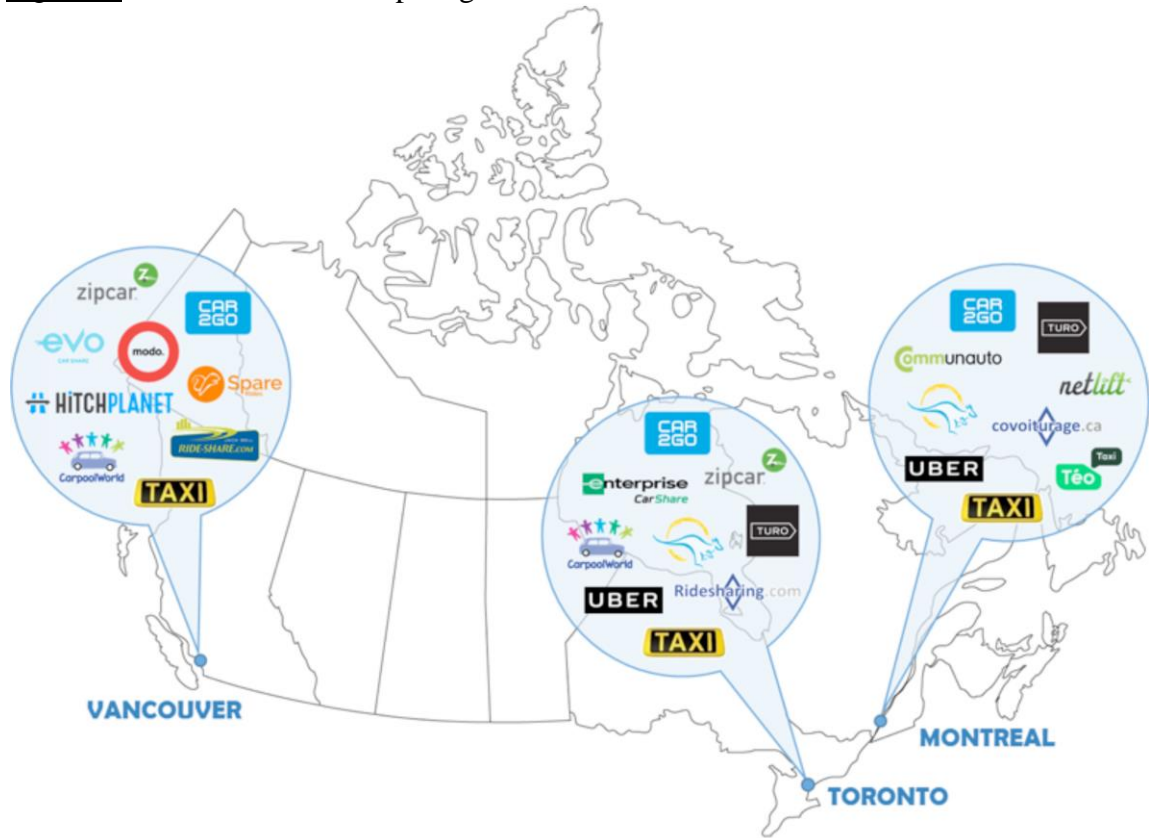 zipcar
CAR
2GO
evo
CAR SHARE
modo.
Spare
HiTCHPLANET
JACK BELL
RIDE-SHARE.COM
CarpoolWorld
TAXI
VANCOUVER
CAR
2GO
enterprise
CarShare
zipcar
CarpoolWorld
TURO
UBER
Ridesharing.com
TAXI
TORONTO
CAR
2GO
TURO
Communauto
netlift
covoiturage.ca
UBER
Taxi
Téo
TAXI
MONTREAL